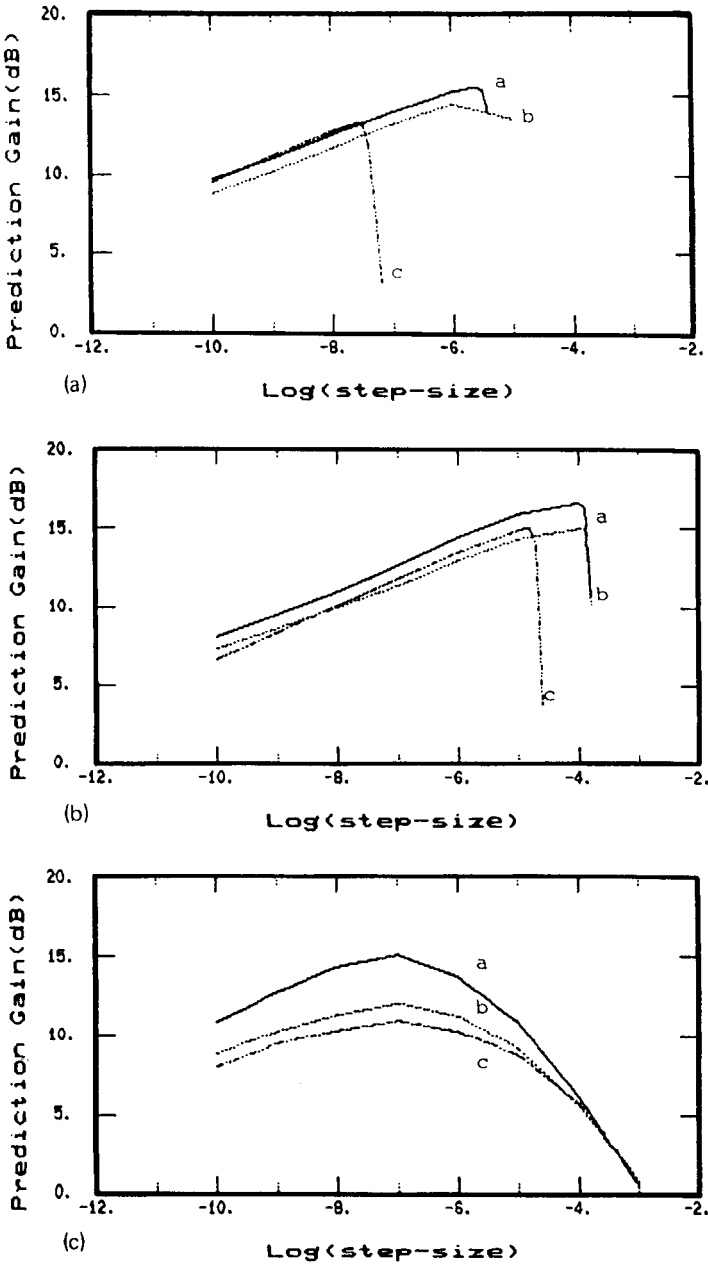 Prediction Gain(dB)
20.
15.
10.
5.
0.
a
b
c
-12.
-10.
-8.
-6.
-4.
-2.
(a)
Log(step-size)
Prediction Gain(dB)
20.
15.
10.
5.
0.
a
b
c
-12.
-10.
-8.
-6.
-4.
-2.
(b)
Log(step-size)
Prediction Gain(dB)
20.
15.
10.
5.
0.
a
b
c
-12.
-10.
-8.
-6.
-4.
-2.
(c)
Log(step-size)